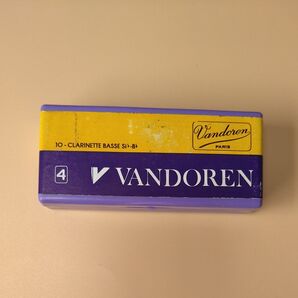 Vandoren
PARIS
10 - CLARINETTE BASSE Si♭-B♭
4
VANDOREN